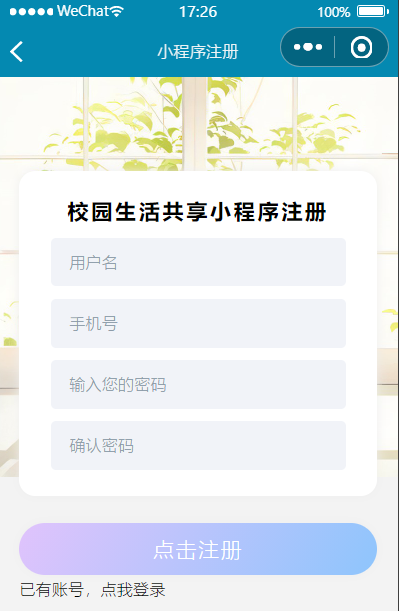 WeChat 17:26 100%
小程序注册
校园生活共享小程序注册
用户名
手机号
输入您的密码
确认密码
点击注册
已有账号，点我登录